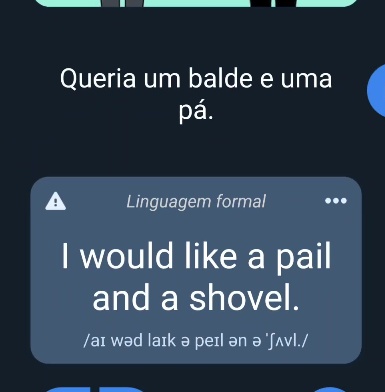 Queria um balde e uma
pá.
Linguagem formal
I would like a pail
and a shovel.
/aɪ wəd laɪk ə peɪl ən ə ˈʃʌvl./